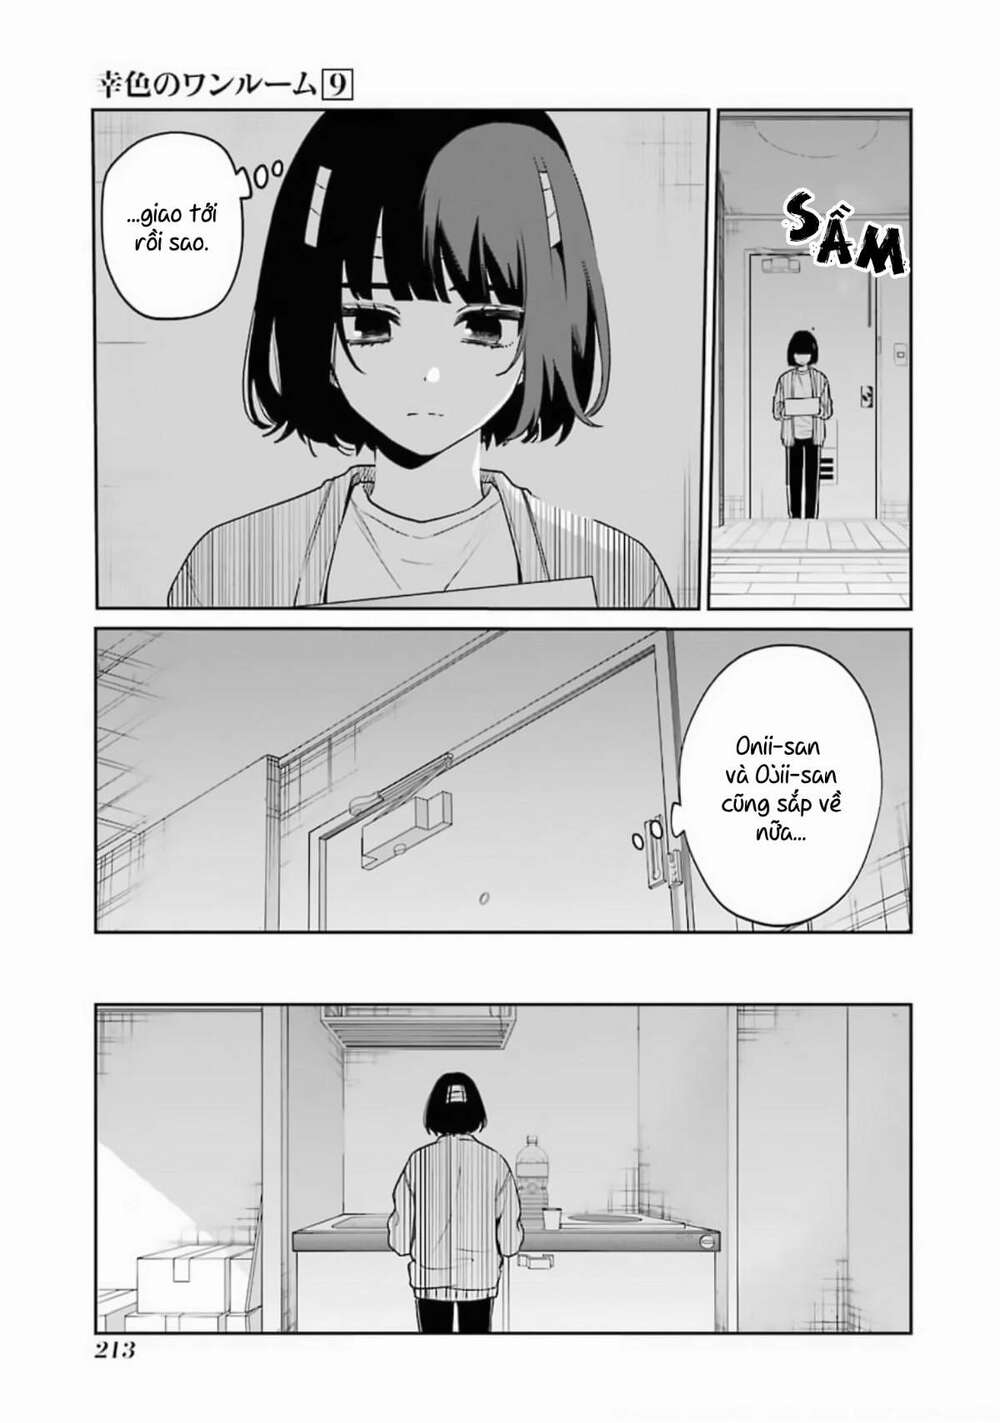 幸色のワンルーム 9
SẦM
...giao tới
rồi sao.
Onii-san
và Ojii-san
cũng sắp về
nữa...
213